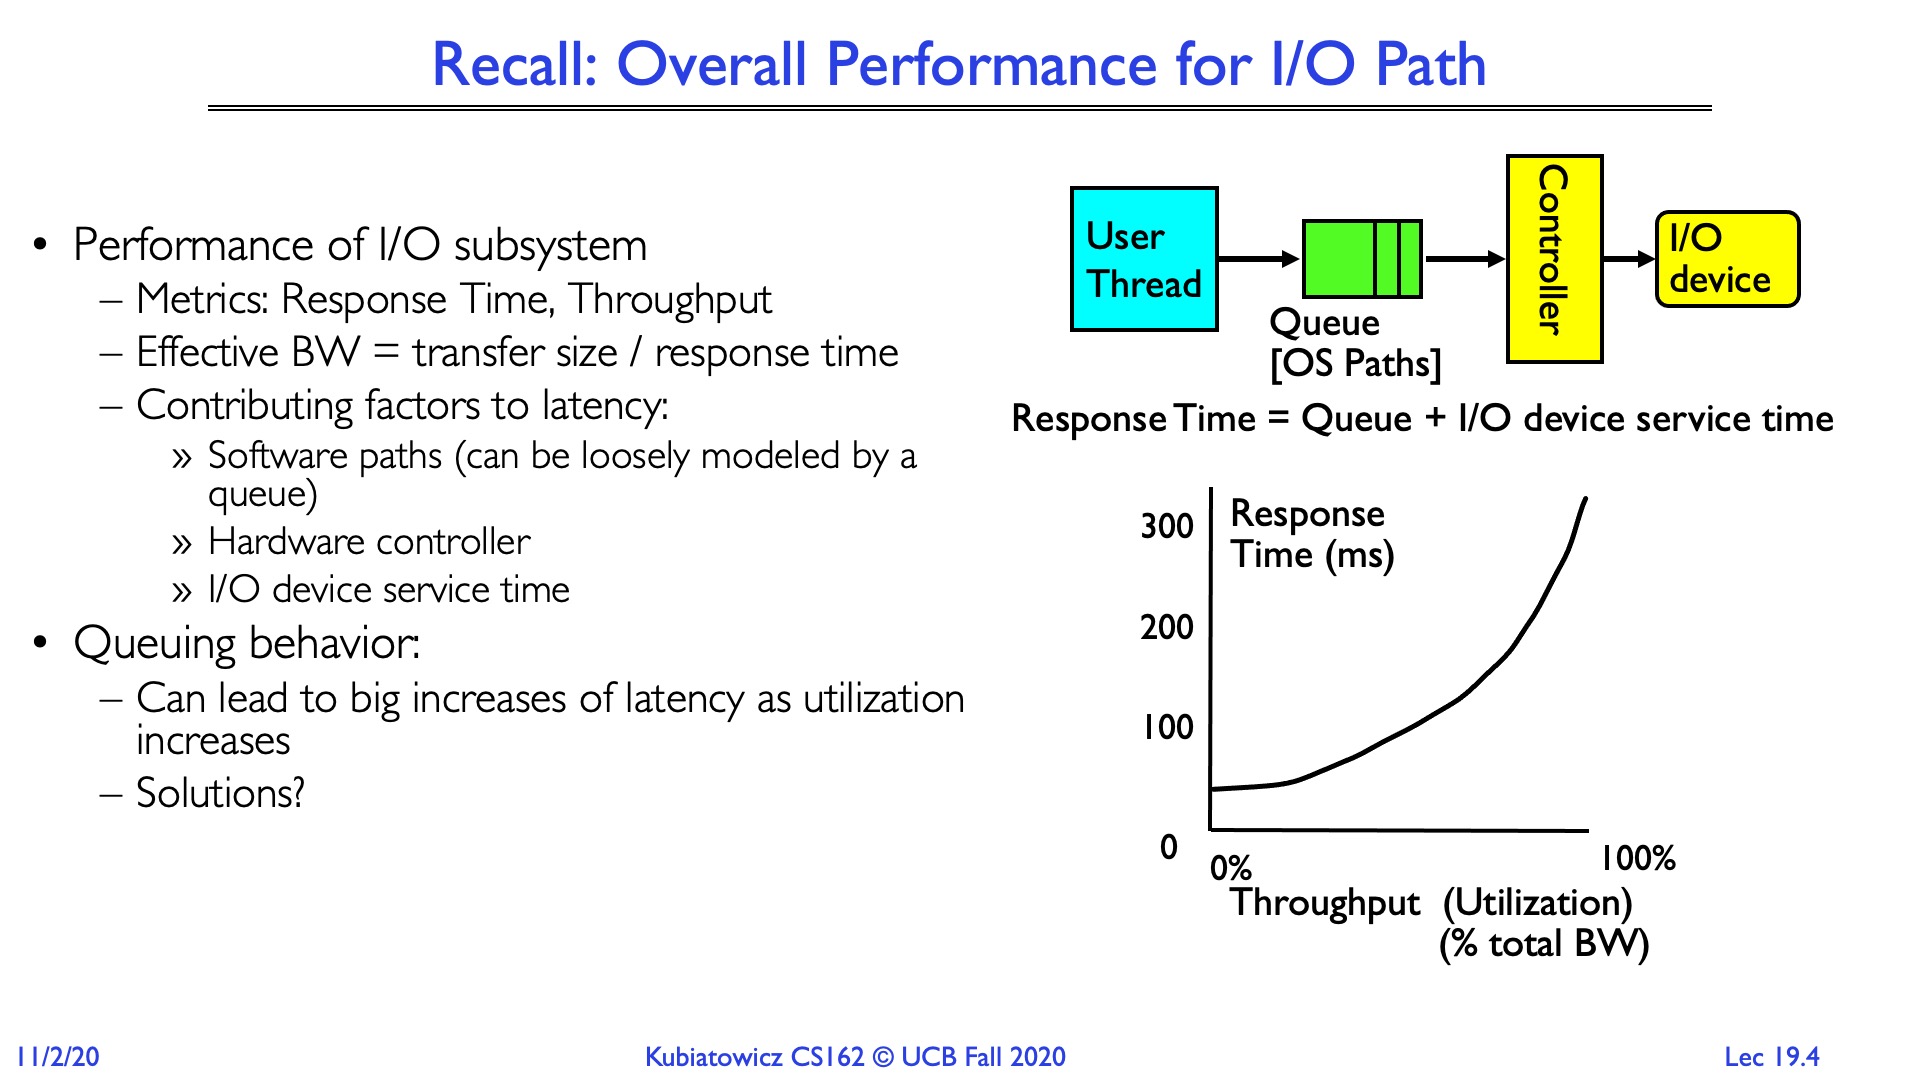 Recall: Overall Performance for I/O Path
• Performance of I/O subsystem
– Metrics: Response Time, Throughput
– Effective BW = transfer size / response time
– Contributing factors to latency:
» Software paths (can be loosely modeled by a
queue)
» Hardware controller
» I/O device service time
• Queuing behavior:
– Can lead to big increases of latency as utilization
increases
– Solutions?
User
Thread
Queue
[OS Paths]
Controller
I/O
device
Response Time = Queue + I/O device service time
Response
Time (ms)
300
200
100
0
0%
100%
Throughput (Utilization)
(% total BW)
11/2/20
Kubiatowicz CS162 © UCB Fall 2020
Lec 19.4